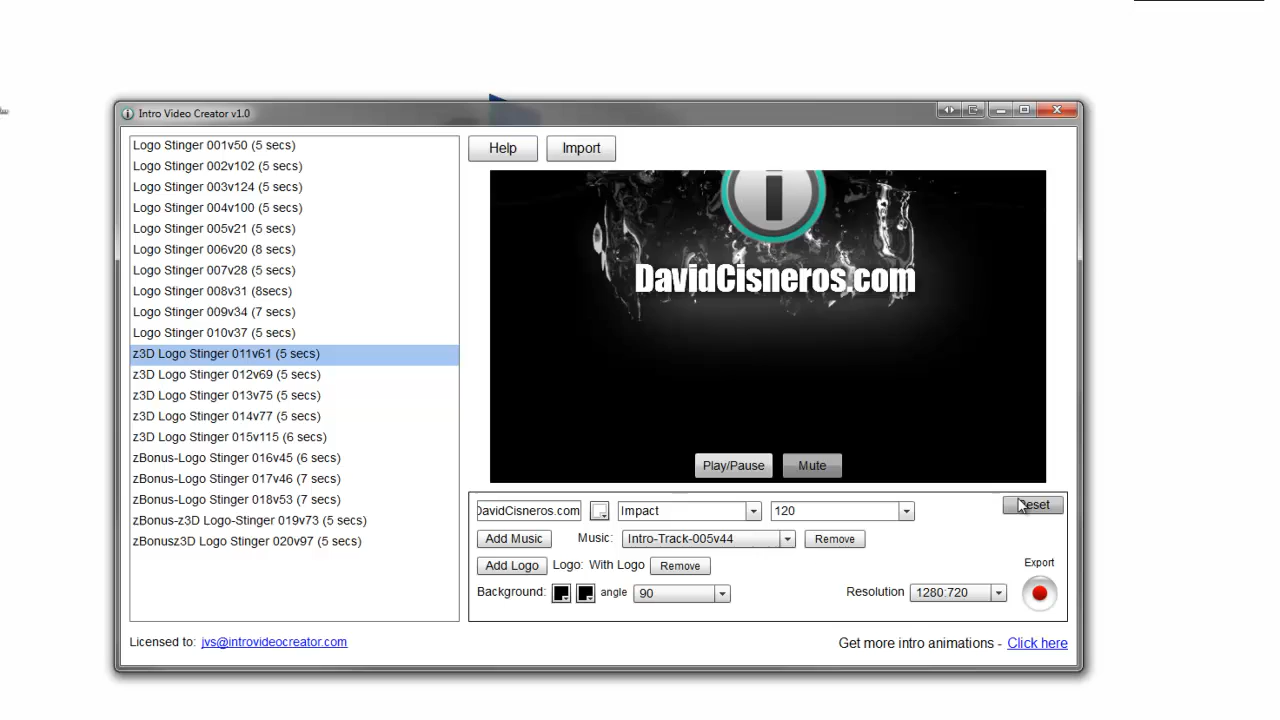 Intro Video Creator v1.0
Logo Stinger 001v50 (5 secs)
Logo Stinger 002v102 (5 secs)
Logo Stinger 003v124 (5 secs)
Logo Stinger 004v100 (5 secs)
Logo Stinger 005v21 (5 secs)
Logo Stinger 006v20 (8 secs)
Logo Stinger 007v28 (5 secs)
Logo Stinger 008v31 (8secs)
Logo Stinger 009v34 (7 secs)
Logo Stinger 010v37 (5 secs)
z3D Logo Stinger 011v61 (5 secs)
z3D Logo Stinger 012v69 (5 secs)
z3D Logo Stinger 013v75 (5 secs)
z3D Logo Stinger 014v77 (5 secs)
z3D Logo Stinger 015v115 (6 secs)
zBonus-Logo Stinger 016v45 (6 secs)
zBonus-Logo Stinger 017v46 (7 secs)
zBonus-Logo Stinger 018v53 (7 secs)
zBonus-z3D Logo-Stinger 019v73 (5 secs)
zBonusz3D Logo Stinger 020v97 (5 secs)
Help Import
i
DavidCisneros.com
Play/Pause Mute
DavidCisneros.com Impact 120 Reset
Add Music Music: Intro-Track-005v44 Remove
Add Logo Logo: With Logo Remove
Export
Background: angle 90 Resolution 1280:720
Licensed to: jvs@introvideocreator.com
Get more intro animations - Click here